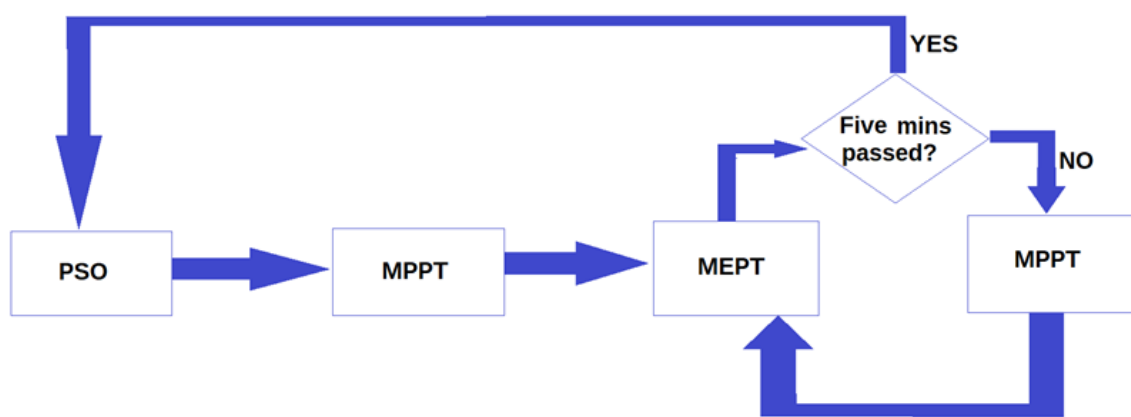 YES
Five mins
passed?
NO
PSO
MPPT
MEPT
MPPT